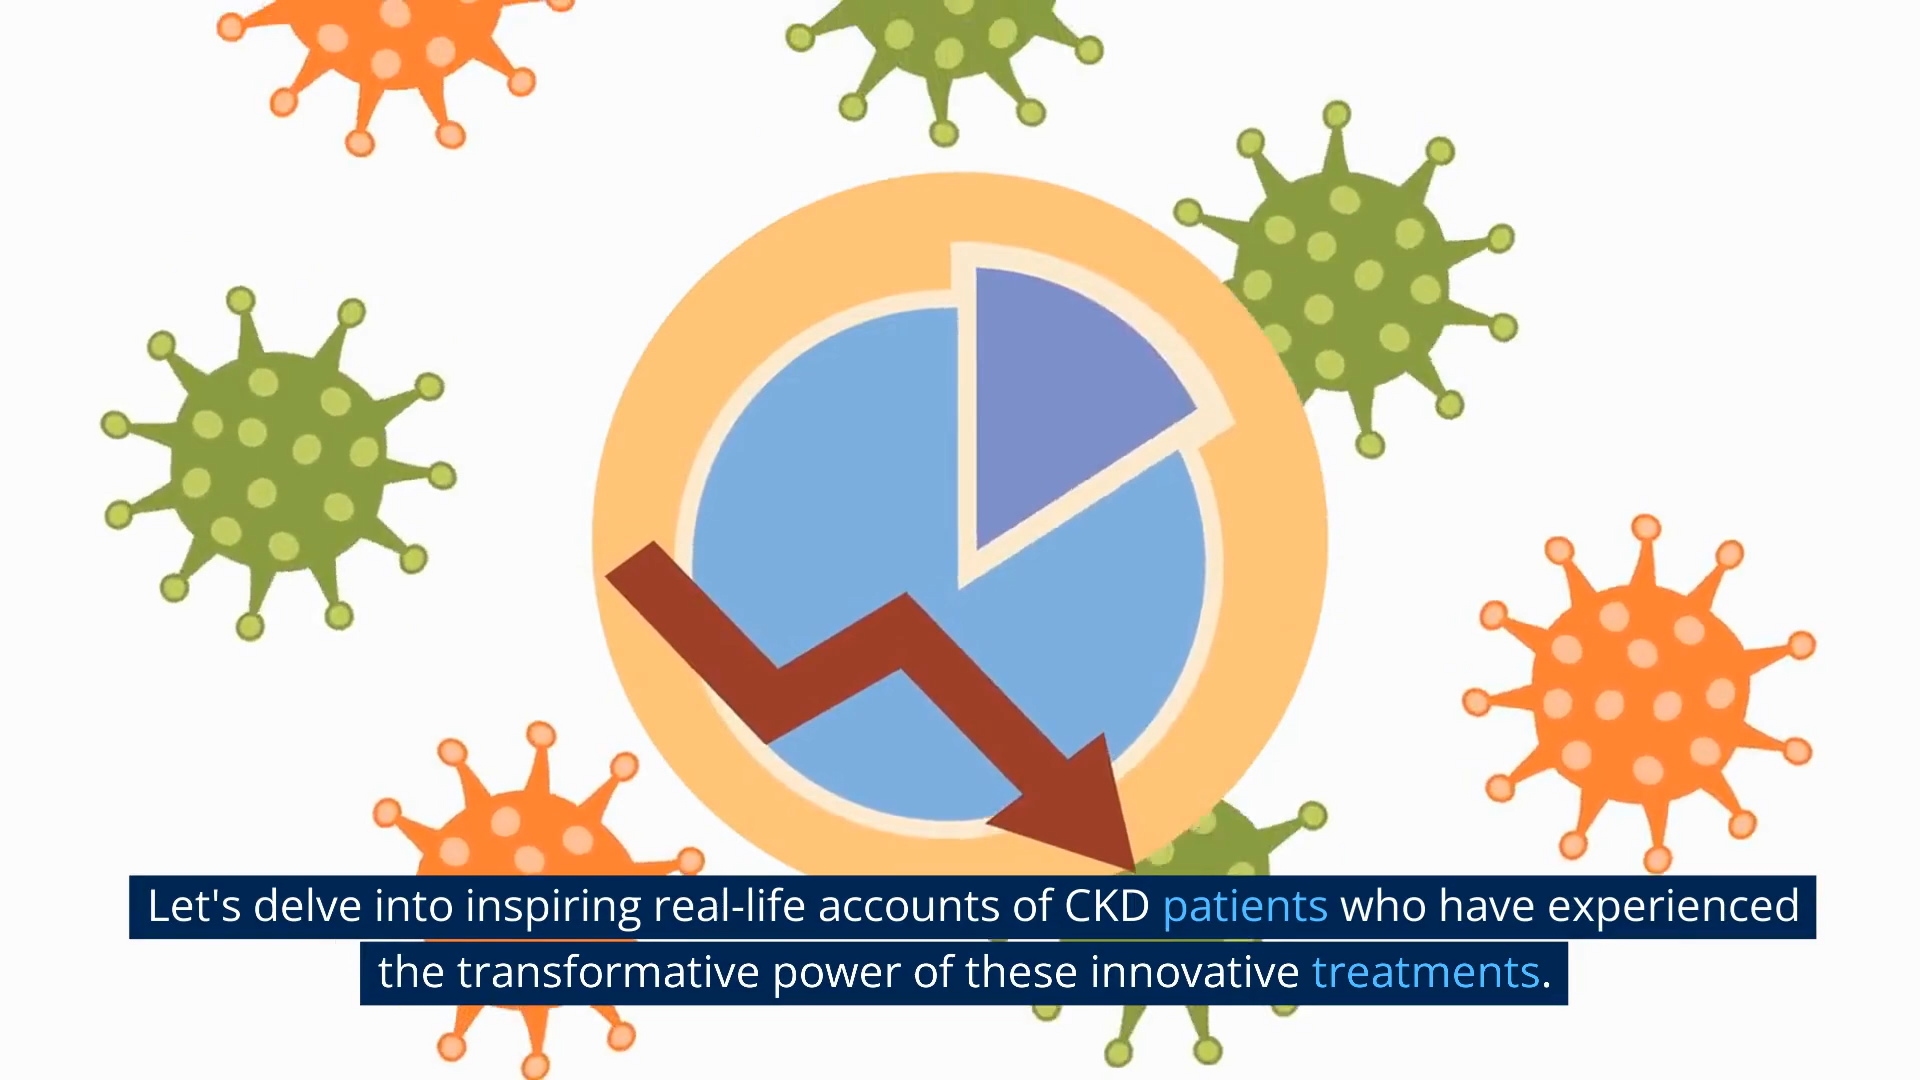 Let's delve into inspiring real-life accounts of CKD patients who have experienced
the transformative power of these innovative treatments.